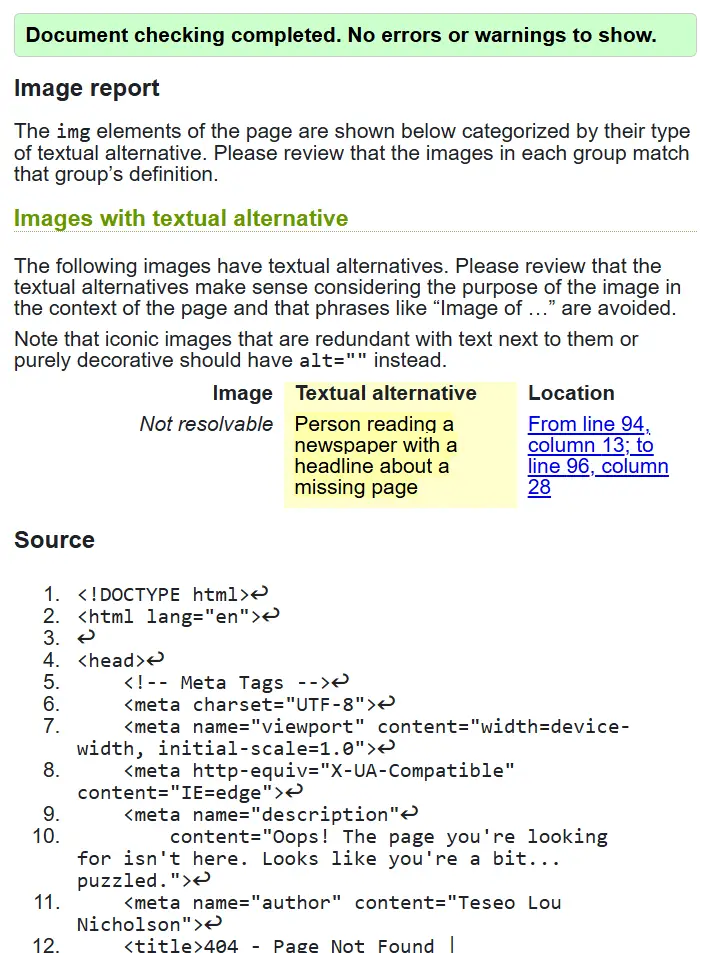 Document checking completed. No errors or warnings to show.
Image report
The img elements of the page are shown below categorized by their type
of textual alternative. Please review that the images in each group match
that group’s definition.
Images with textual alternative
The following images have textual alternatives. Please review that the
textual alternatives make sense considering the purpose of the image in
the context of the page and that phrases like “Image of …” are avoided.
Note that iconic images that are redundant with text next to them or
purely decorative should have alt="" instead.
Image Textual alternative Location
Not resolvable Person reading a From line 94,
newspaper with a column 13; to
headline about a line 96, column
missing page 28
Source
1. <!DOCTYPE html>↩
2. <html lang="en">↩
3. ↩
4. <head>↩
5. <!-- Meta Tags -->↩
6. <meta charset="UTF-8">↩
7. <meta name="viewport" content="width=device-
width, initial-scale=1.0">↩
8. <meta http-equiv="X-UA-Compatible"
content="IE=edge">↩
9. <meta name="description"↩
10. content="Oops! The page you're looking
for isn't here. Looks like you're a bit...
puzzled.">↩
11. <meta name="author" content="Teseo Lou
Nicholson">↩
12. <title>404 - Page Not Found |